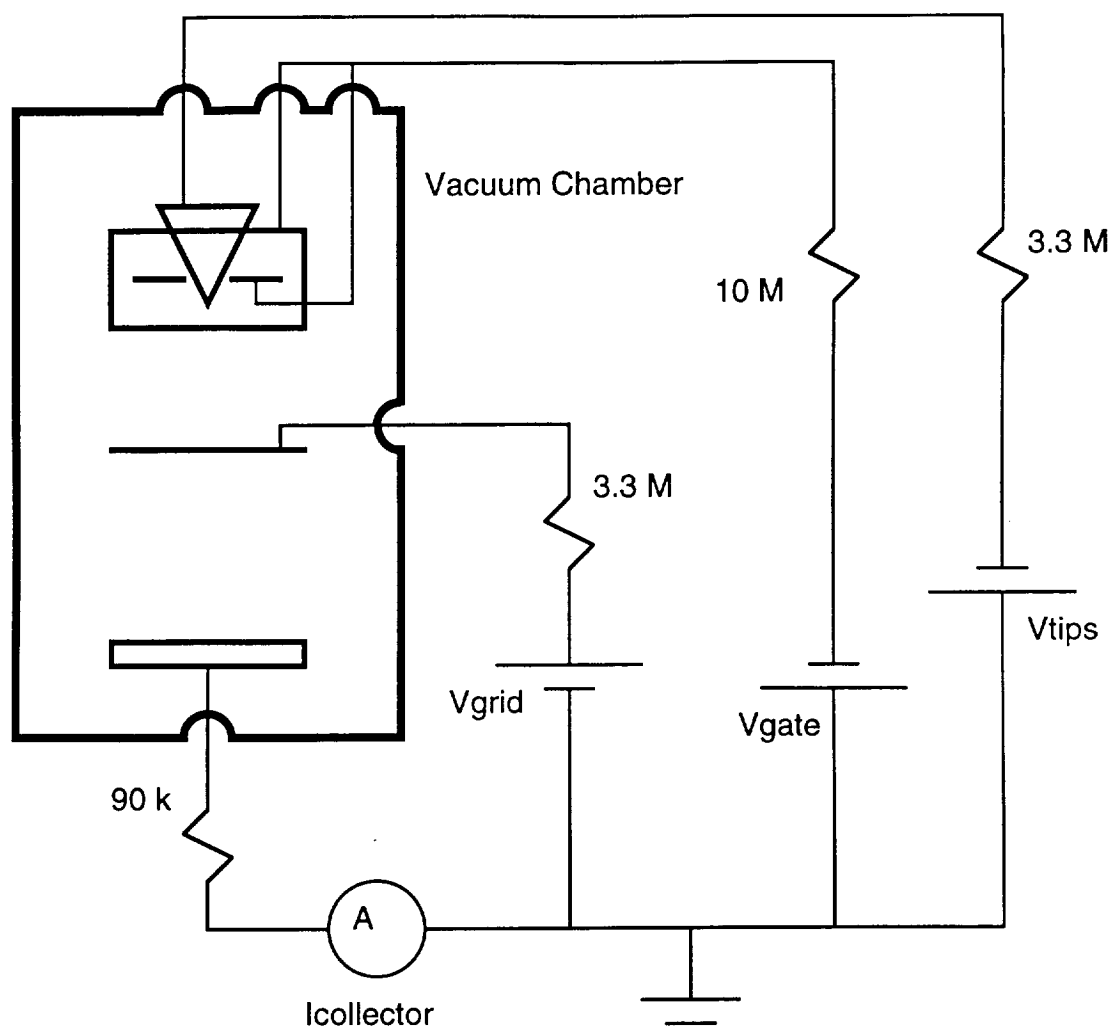 Vacuum Chamber
3.3 M
10 M
3.3 M
Vtips
Vgrid
Vgate
90 k
A
Icollector